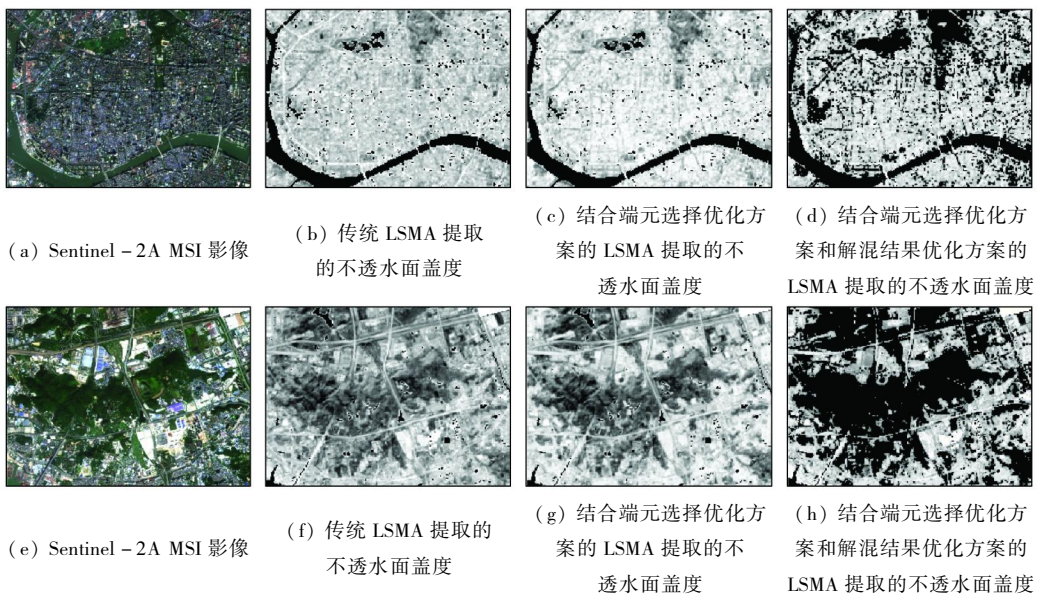 (a) Sentinel－2A MSI 影像
(b) 传统 LSMA 提取
的不透水面盖度
(c) 结合端元选择优化方
案的 LSMA 提取的不
透水面盖度
(d) 结合端元选择优化方
案和解混结果优化方案的
LSMA 提取的不透水面盖度
(e) Sentinel－2A MSI 影像
(f) 传统 LSMA 提取的
不透水面盖度
(g) 结合端元选择优化方
案的 LSMA 提取的不
透水面盖度
(h) 结合端元选择优化方
案和解混结果优化方案的
LSMA 提取的不透水面盖度